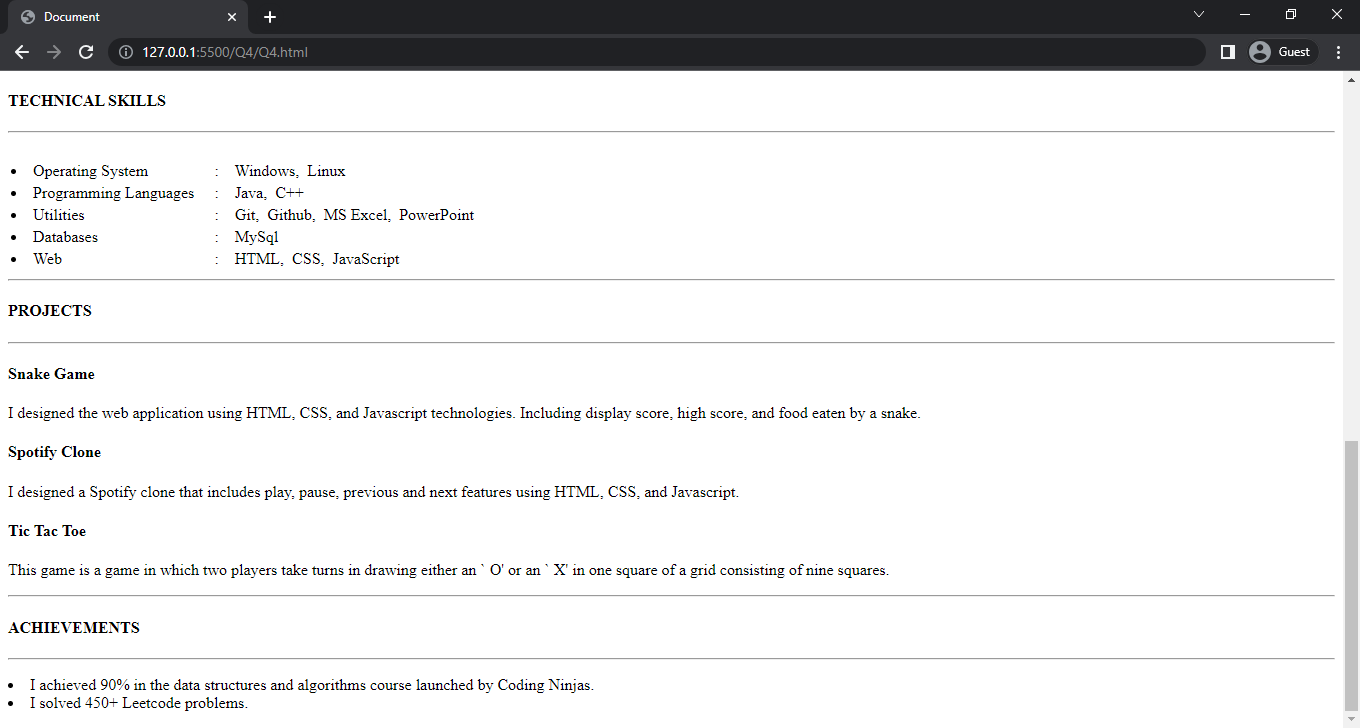 Document
127.0.0.1:5500/Q4/Q4.html
Guest
TECHNICAL SKILLS
• Operating System : Windows, Linux
• Programming Languages : Java, C++
• Utilities : Git, Github, MS Excel, PowerPoint
• Databases : MySql
• Web : HTML, CSS, JavaScript
PROJECTS
Snake Game
I designed the web application using HTML, CSS, and Javascript technologies. Including display score, high score, and food eaten by a snake.
Spotify Clone
I designed a Spotify clone that includes play, pause, previous and next features using HTML, CSS, and Javascript.
Tic Tac Toe
This game is a game in which two players take turns in drawing either an ` O' or an ` X' in one square of a grid consisting of nine squares.
ACHIEVEMENTS
• I achieved 90% in the data structures and algorithms course launched by Coding Ninjas.
• I solved 450+ Leetcode problems.